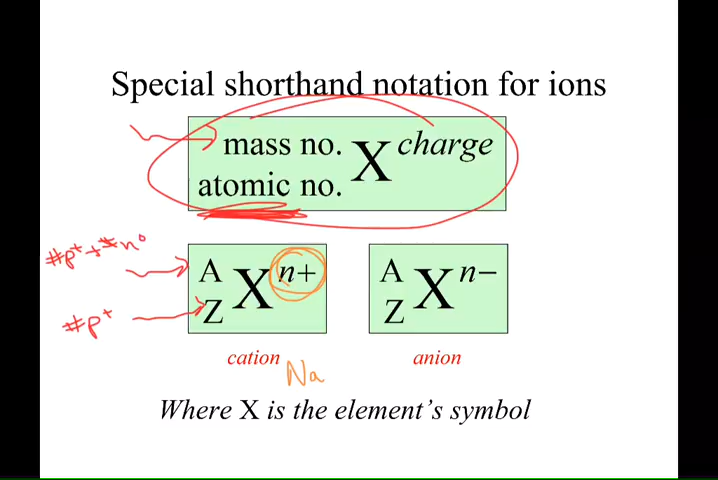 Special shorthand notation for ions
mass no. X charge
atomic no.
#p⁺ + #n⁰
A X n+
Z
#p⁺
A X n−
Z
cation
anion
Na
Where X is the element's symbol